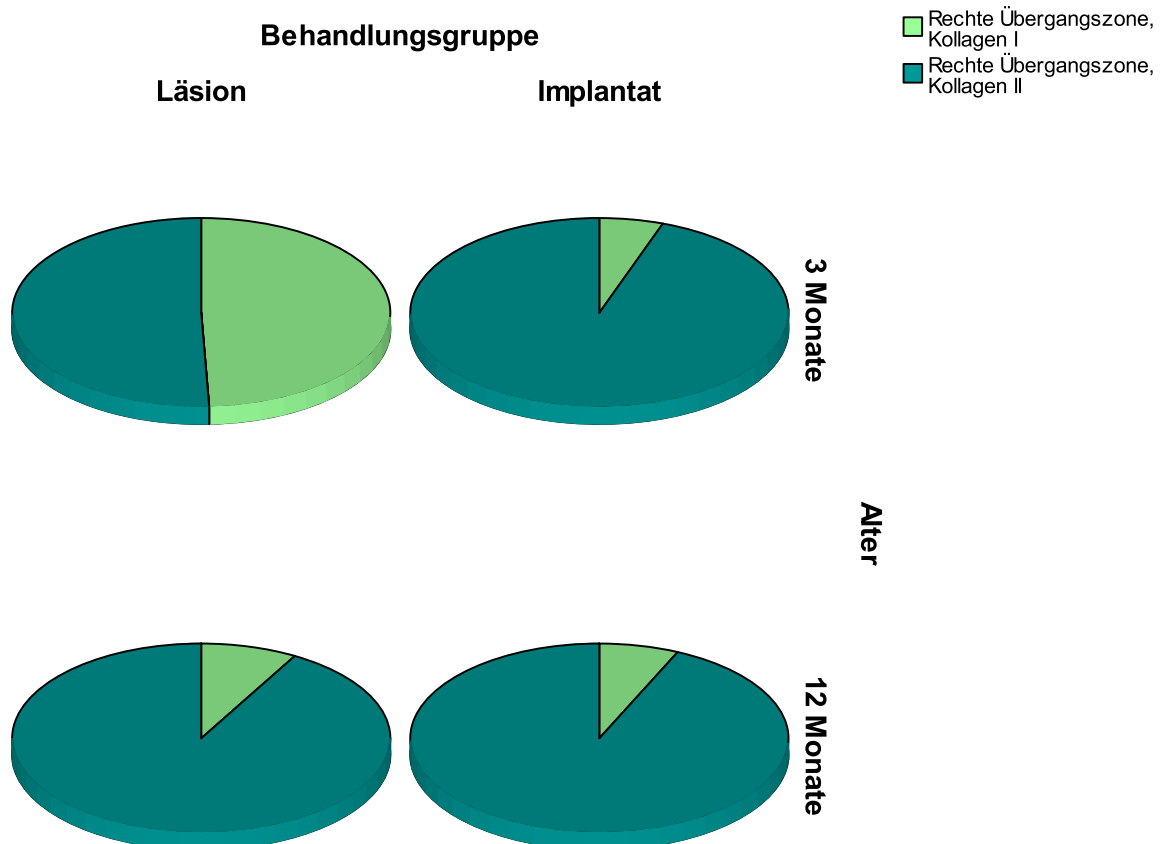 Behandlungsgruppe
Läsion
Implantat
Rechte Übergangszone,
Kollagen I
Rechte Übergangszone,
Kollagen II
3 Monate
Alter
12 Monate